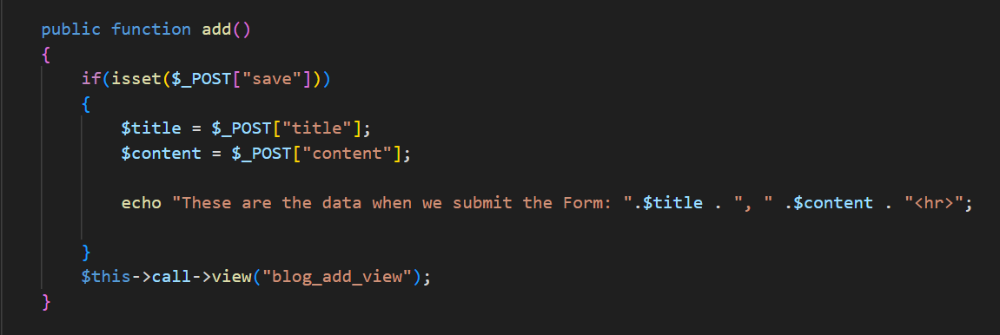 public function add()
{
if(isset($_POST["save"]))
{
$title = $_POST["title"];
$content = $_POST["content"];
echo "These are the data when we submit the Form: ".$title . ", " .$content . "<hr>";
}
$this->call->view("blog_add_view");
}